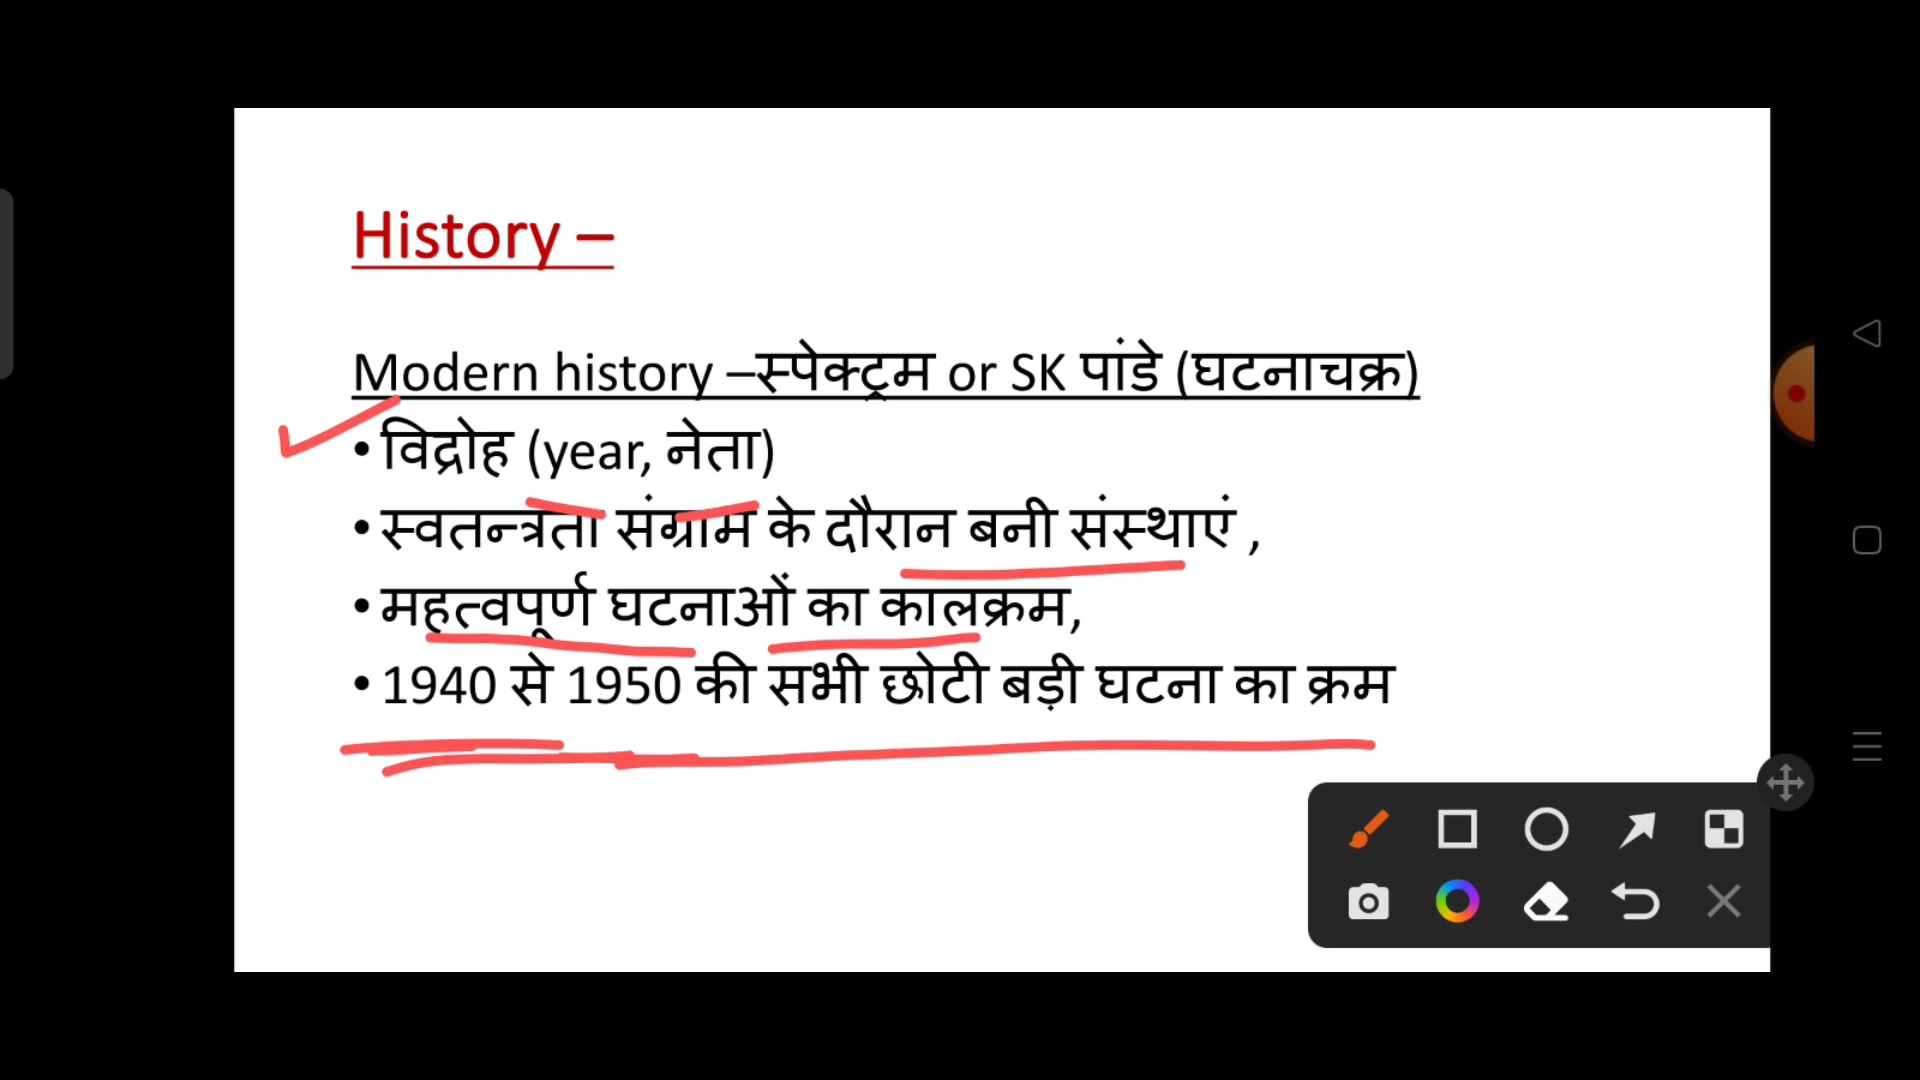 History –
Modern history –स्पेक्ट्रम or SK पांडे (घटनाचक्र)
• विद्रोह (year, नेता)
• स्वतन्त्रता संग्राम के दौरान बनी संस्थाएं ,
• महत्वपूर्ण घटनाओं का कालक्रम,
• 1940 से 1950 की सभी छोटी बड़ी घटना का क्रम